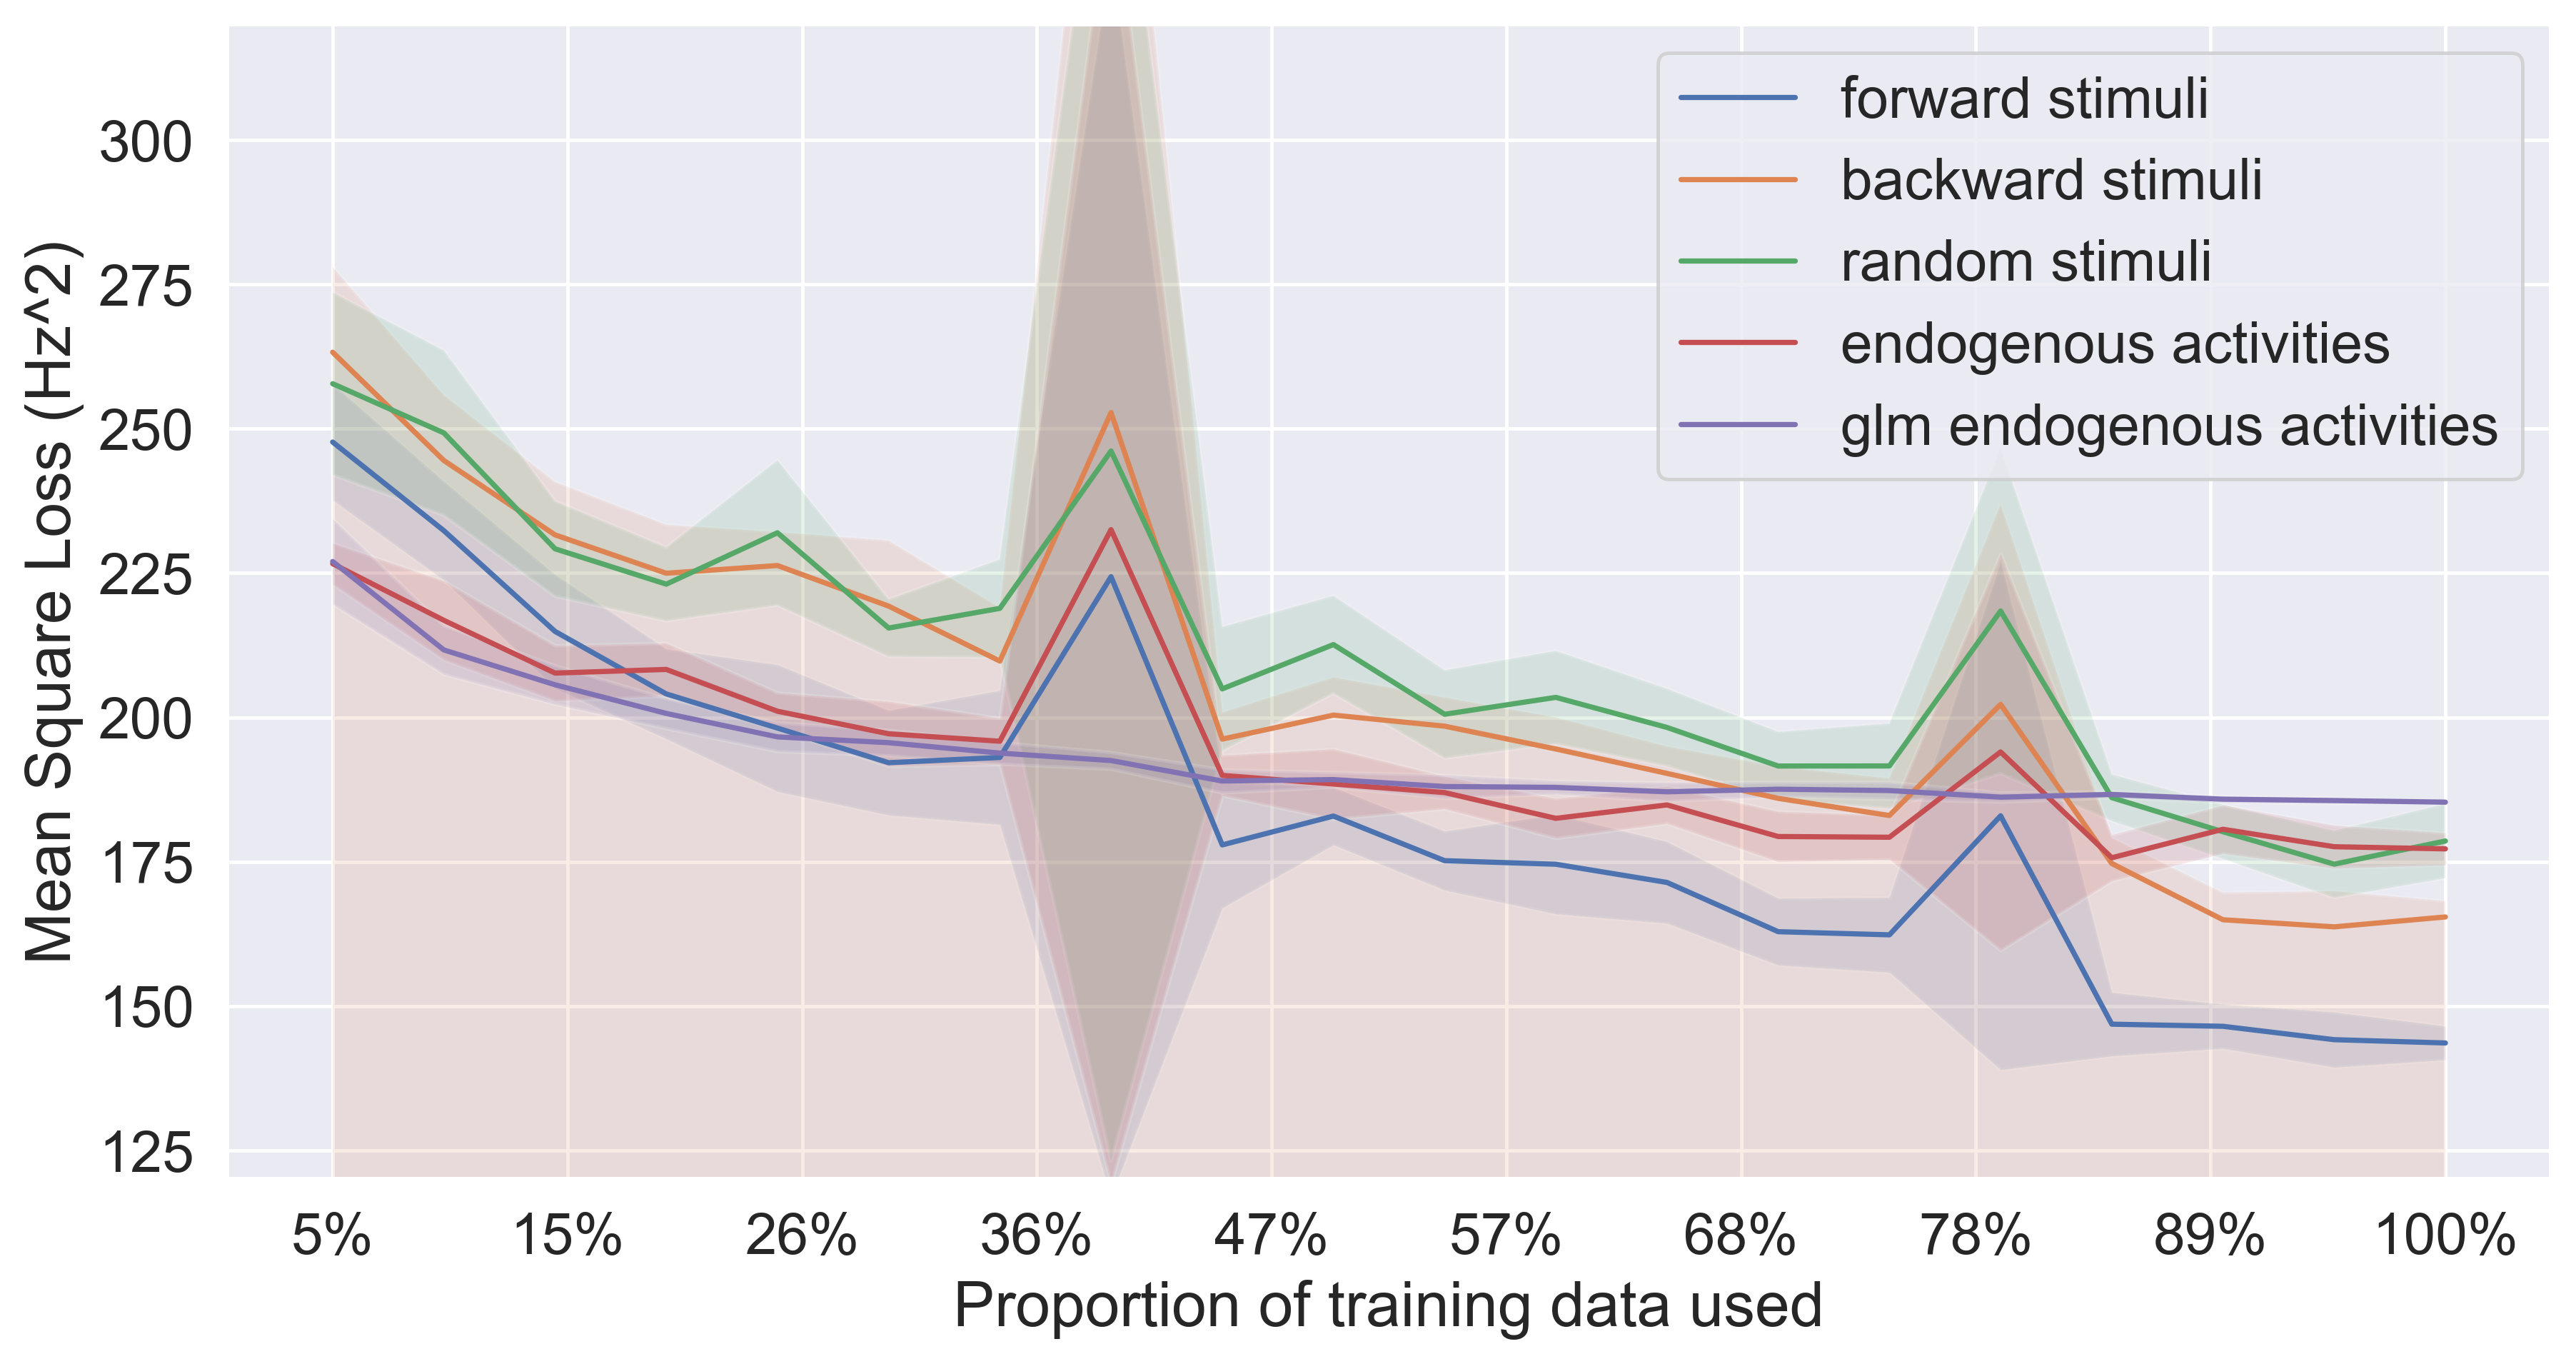 forward stimuli
backward stimuli
random stimuli
endogenous activities
glm endogenous activities
Mean Square Loss (Hz^2)
300
275
250
225
200
175
150
125
5% 15% 26% 36% 47% 57% 68% 78% 89% 100%
Proportion of training data used